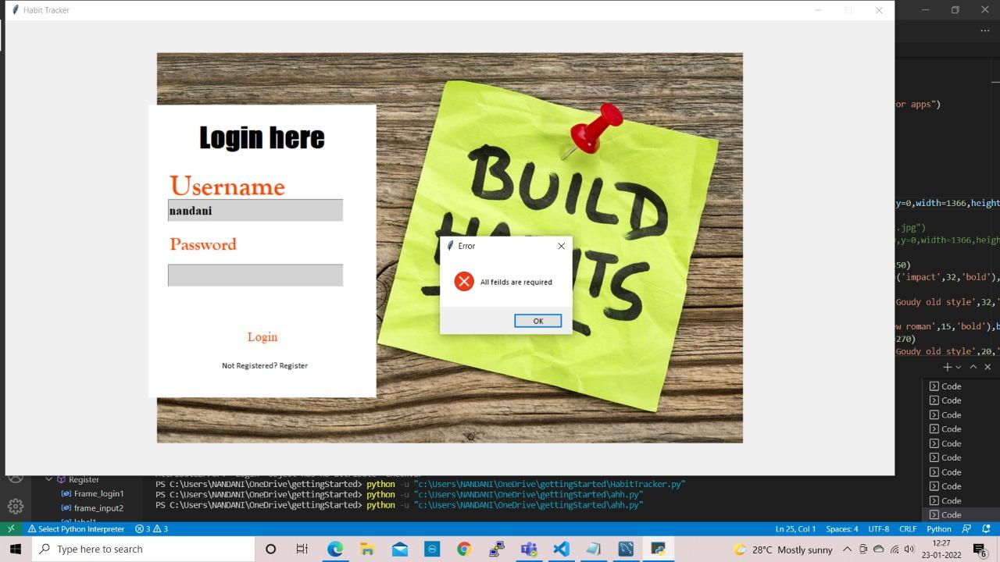 Habit Tracker
or apps")
Login here
BUILD
Username
nandani
y=0,width=1366,height
.jpg")
,y=0,width=1366,heig
Error
Password
50)
('impact',32,'bold'),
All feilds are required
Goudy old style',32,'
OK
w roman',15,'bold'),b
Login
=270)
Goudy old style',20,'
Not Registered? Register
Code
Code
Code
Code
Code
Code
Code
Code
Code
Code
Register
Frame_login1
frame_input2
label1
PS C:\Users\NANDANI\OneDrive\gettingStarted> python -u "c:\Users\NANDANI\OneDrive\gettingStarted\HabitTracker.py"
PS C:\Users\NANDANI\OneDrive\gettingStarted> python -u "c:\Users\NANDANI\OneDrive\gettingStarted\ahh.py"
PS C:\Users\NANDANI\OneDrive\gettingStarted> python -u "c:\Users\NANDANI\OneDrive\gettingStarted\ahh.py"
Select Python Interpreter 3 3 Ln 25, Col 1 Spaces: 4 UTF-8 CRLF Python
Type here to search
28°C Mostly sunny
12:27
23-01-2022
6